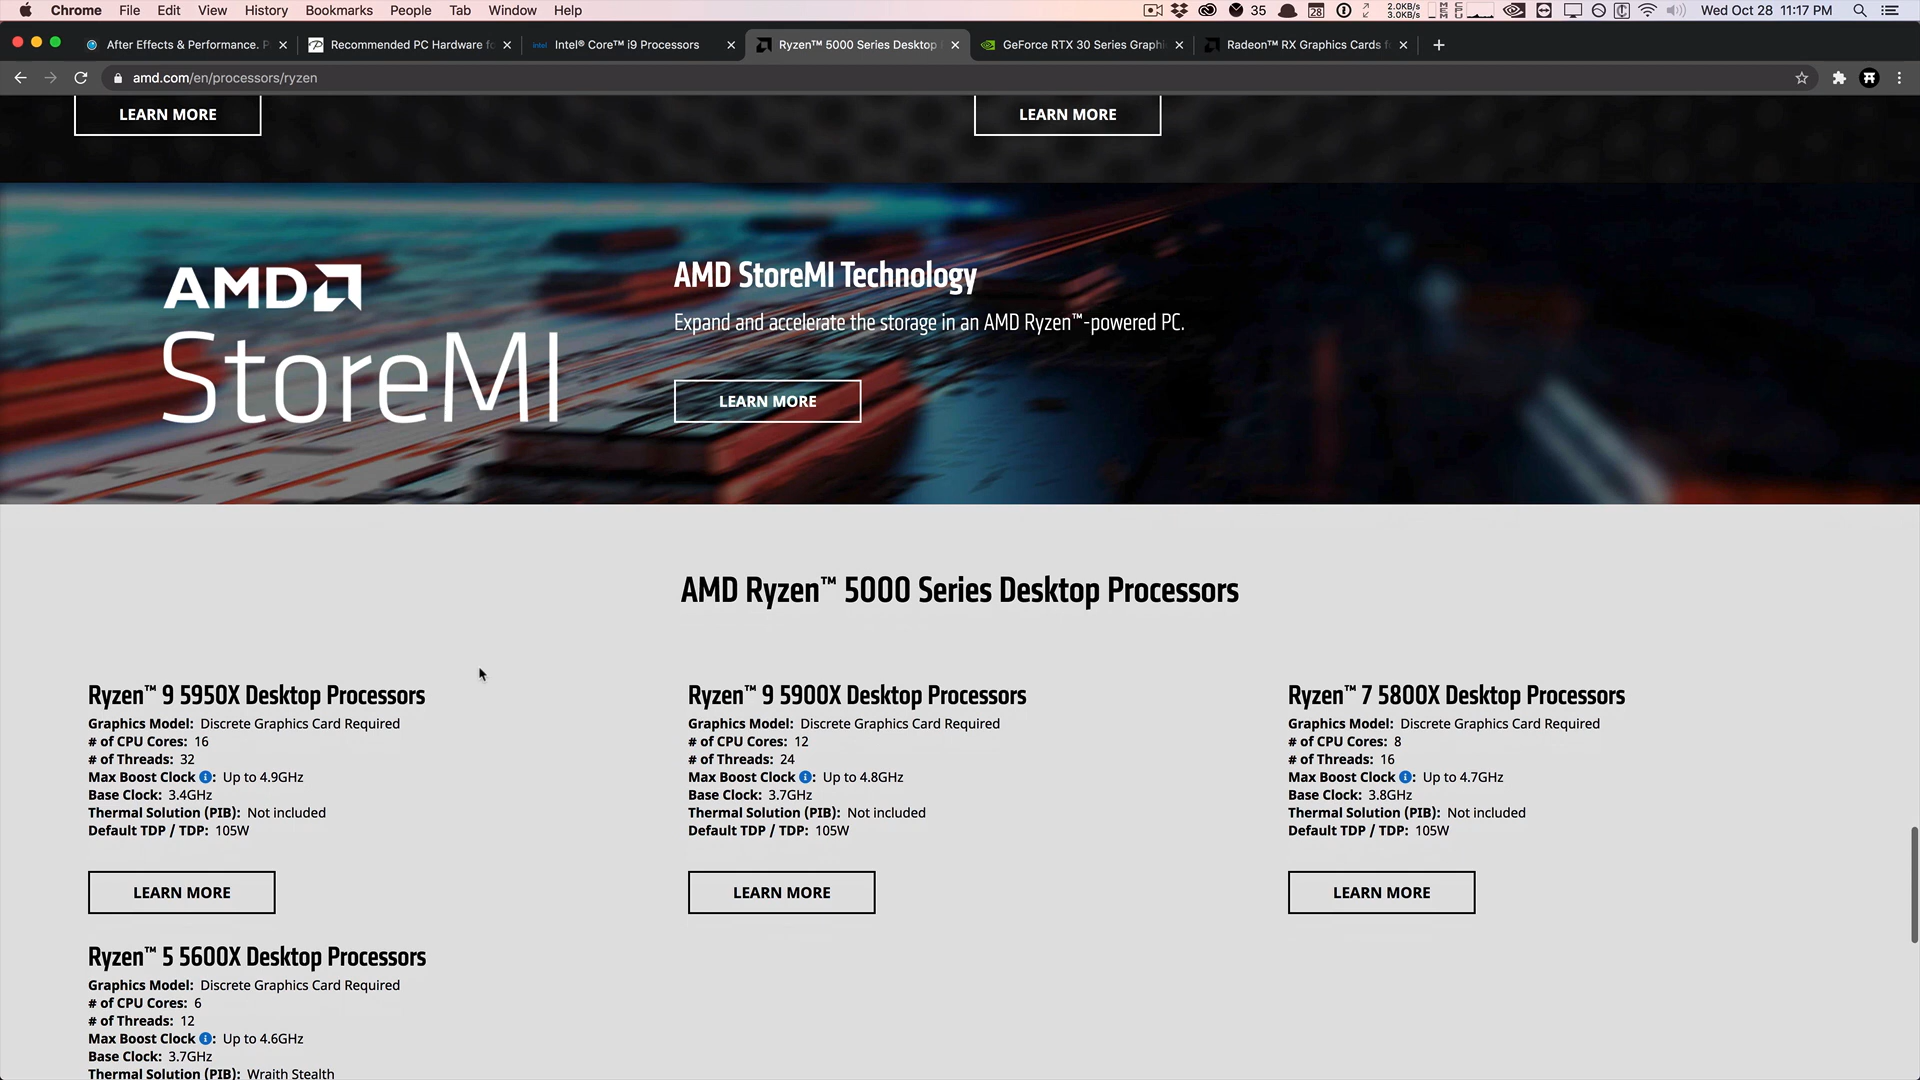 Chrome File Edit View History Bookmarks People Tab Window Help 35 28 2.0KB/s 3.0KB/s Wed Oct 28 11:17 PM
After Effects & Performance. P Recommended PC Hardware fo Intel® Core™ i9 Processors Ryzen™ 5000 Series Desktop GeForce RTX 30 Series Graphi Radeon™ RX Graphics Cards f
amd.com/en/processors/ryzen
LEARN MORE LEARN MORE
AMD
StoreMI
AMD StoreMI Technology
Expand and accelerate the storage in an AMD Ryzen™-powered PC.
LEARN MORE
AMD Ryzen™ 5000 Series Desktop Processors
Ryzen™ 9 5950X Desktop Processors
Graphics Model: Discrete Graphics Card Required
# of CPU Cores: 16
# of Threads: 32
Max Boost Clock i: Up to 4.9GHz
Base Clock: 3.4GHz
Thermal Solution (PIB): Not included
Default TDP / TDP: 105W
LEARN MORE
Ryzen™ 9 5900X Desktop Processors
Graphics Model: Discrete Graphics Card Required
# of CPU Cores: 12
# of Threads: 24
Max Boost Clock i: Up to 4.8GHz
Base Clock: 3.7GHz
Thermal Solution (PIB): Not included
Default TDP / TDP: 105W
LEARN MORE
Ryzen™ 7 5800X Desktop Processors
Graphics Model: Discrete Graphics Card Required
# of CPU Cores: 8
# of Threads: 16
Max Boost Clock i: Up to 4.7GHz
Base Clock: 3.8GHz
Thermal Solution (PIB): Not included
Default TDP / TDP: 105W
LEARN MORE
Ryzen™ 5 5600X Desktop Processors
Graphics Model: Discrete Graphics Card Required
# of CPU Cores: 6
# of Threads: 12
Max Boost Clock i: Up to 4.6GHz
Base Clock: 3.7GHz
Thermal Solution (PIB): Wraith Stealth